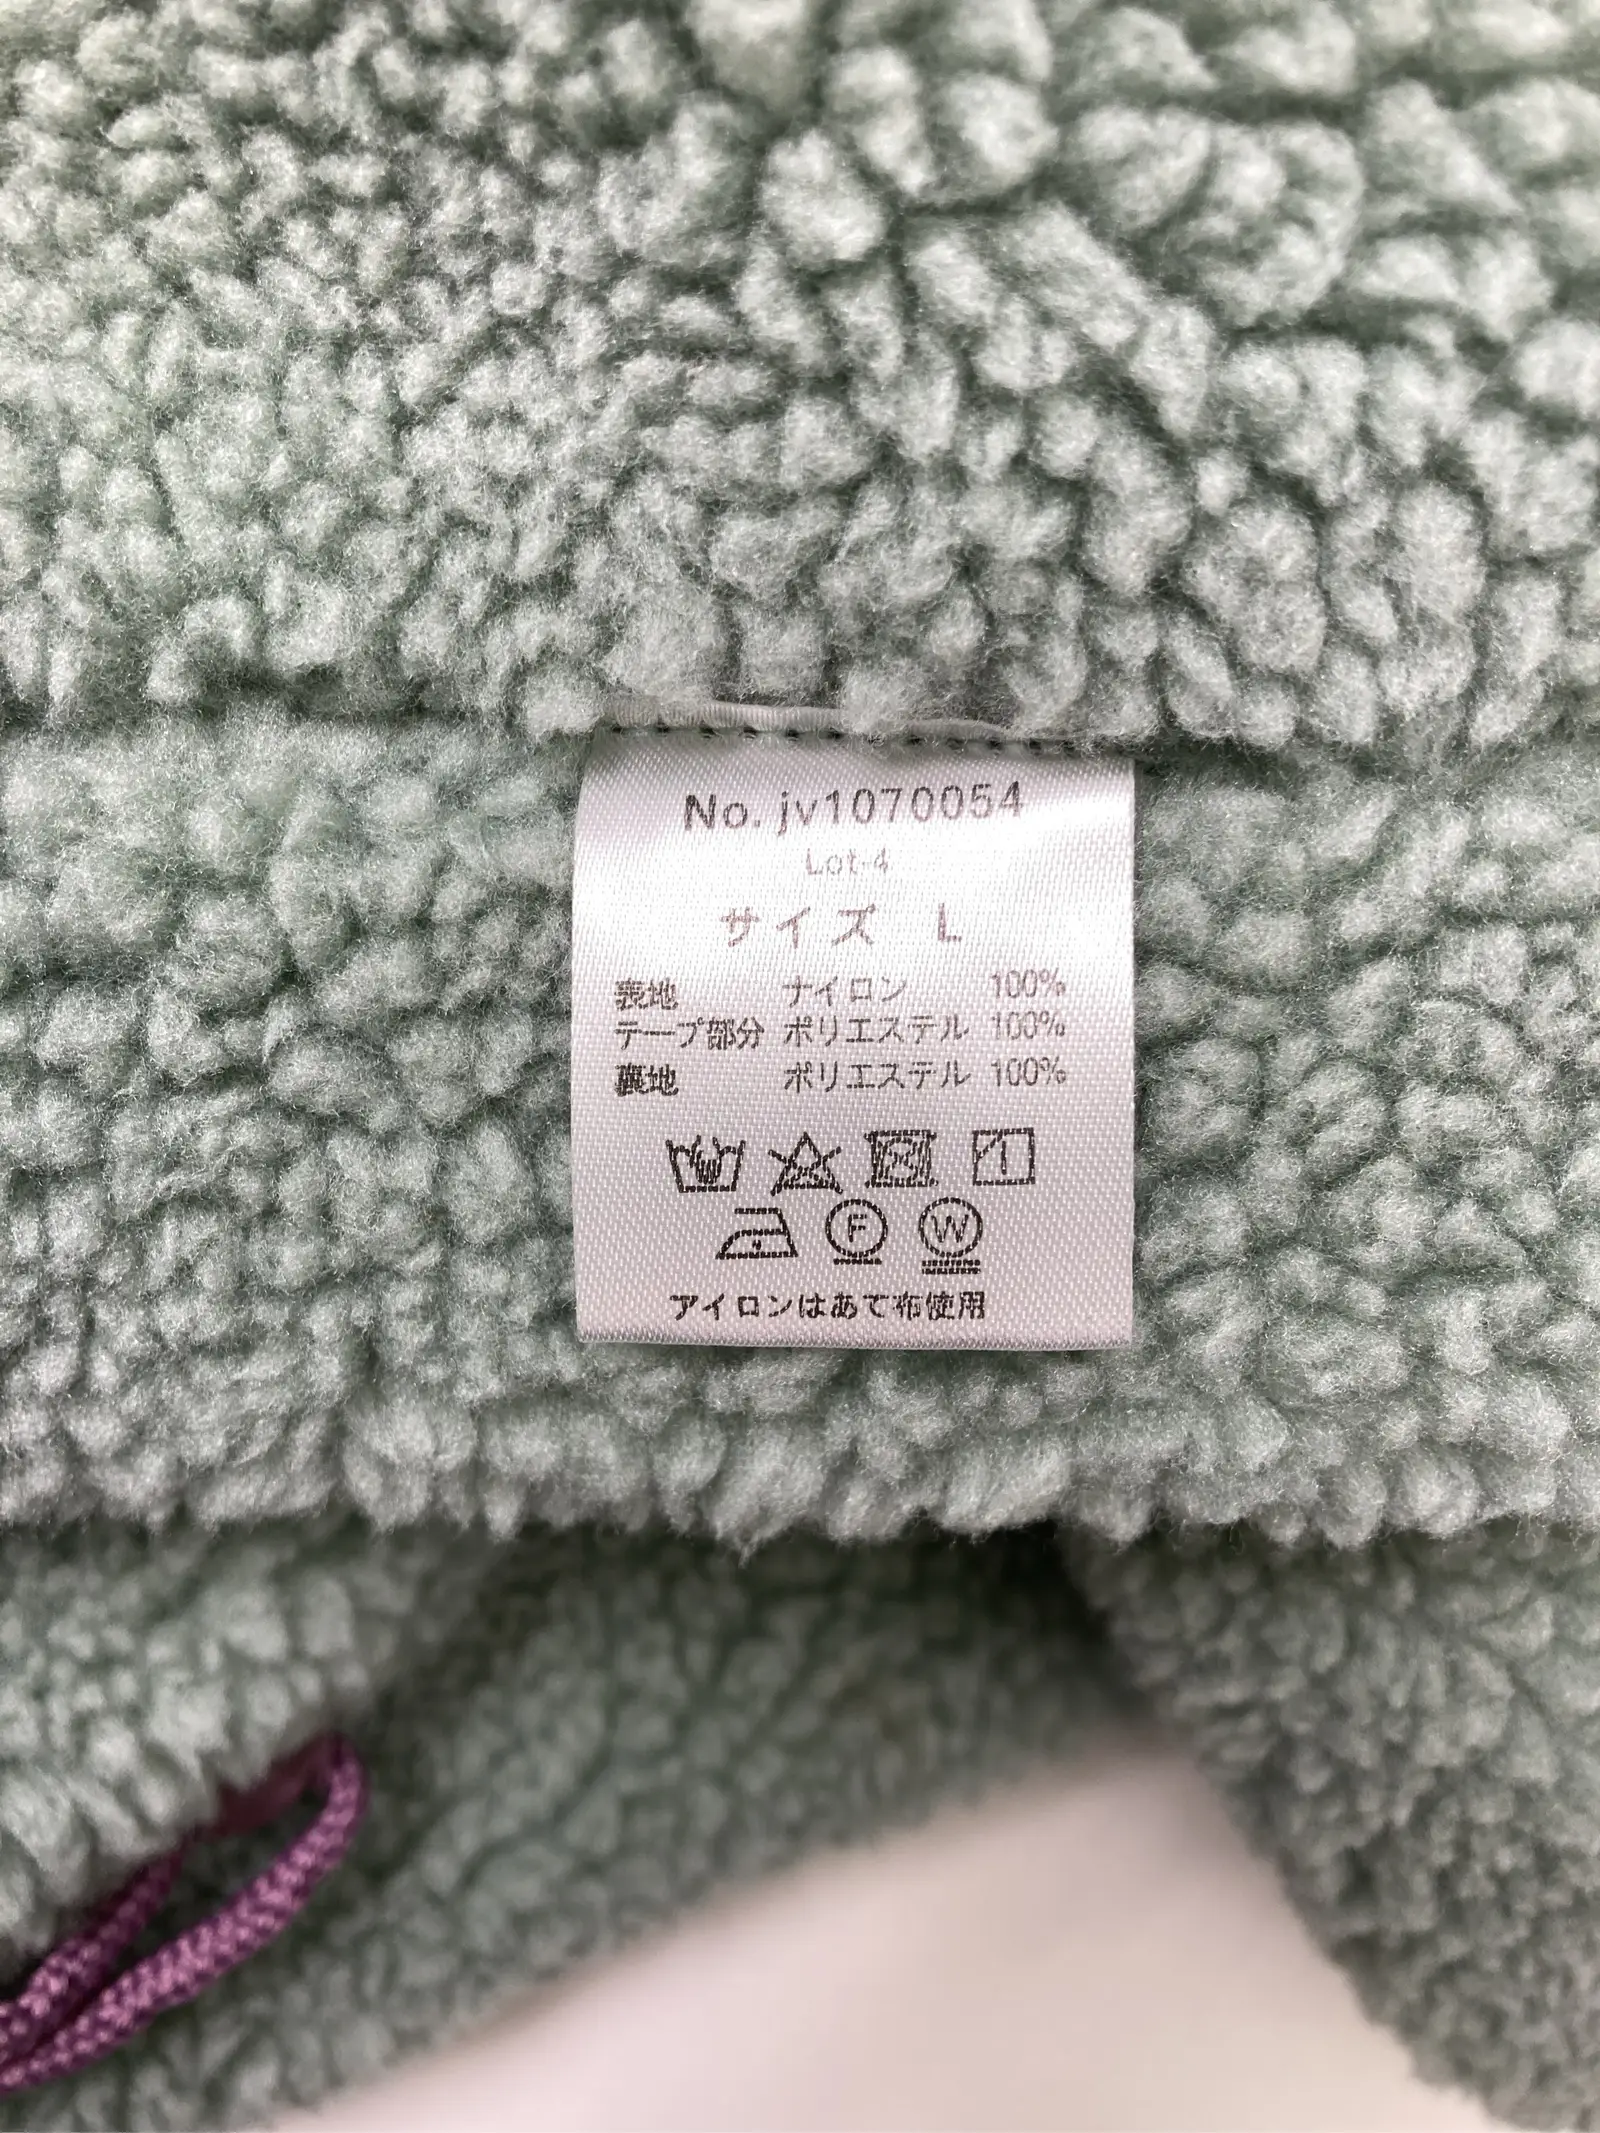 No. jv1070054
Lot-4
サイズ L
表地 ナイロン 100%
テープ部分 ポリエステル 100%
裏地 ポリエステル 100%
F W
アイロンはあて布使用